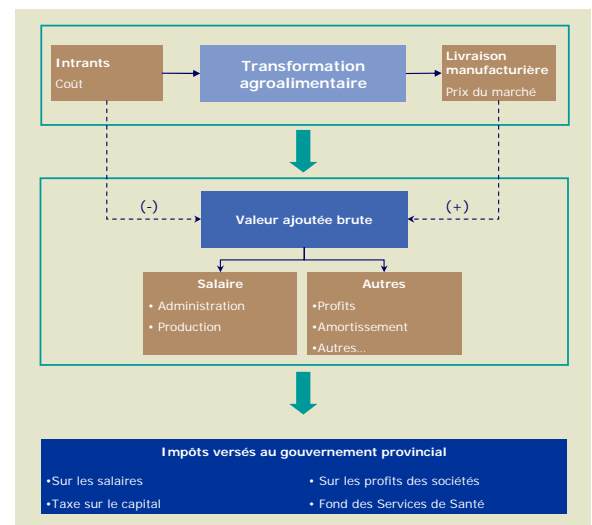 Intrants
Coût
Transformation
agroalimentaire
Livraison
manufacturière
Prix du marché
(-)
Valeur ajoutée brute
(+)
Salaire
• Administration
• Production
Autres
•Profits
•Amortissement
•Autres...
Impôts versés au gouvernement provincial
•Sur les salaires
•Taxe sur le capital
• Sur les profits des sociétés
• Fond des Services de Santé